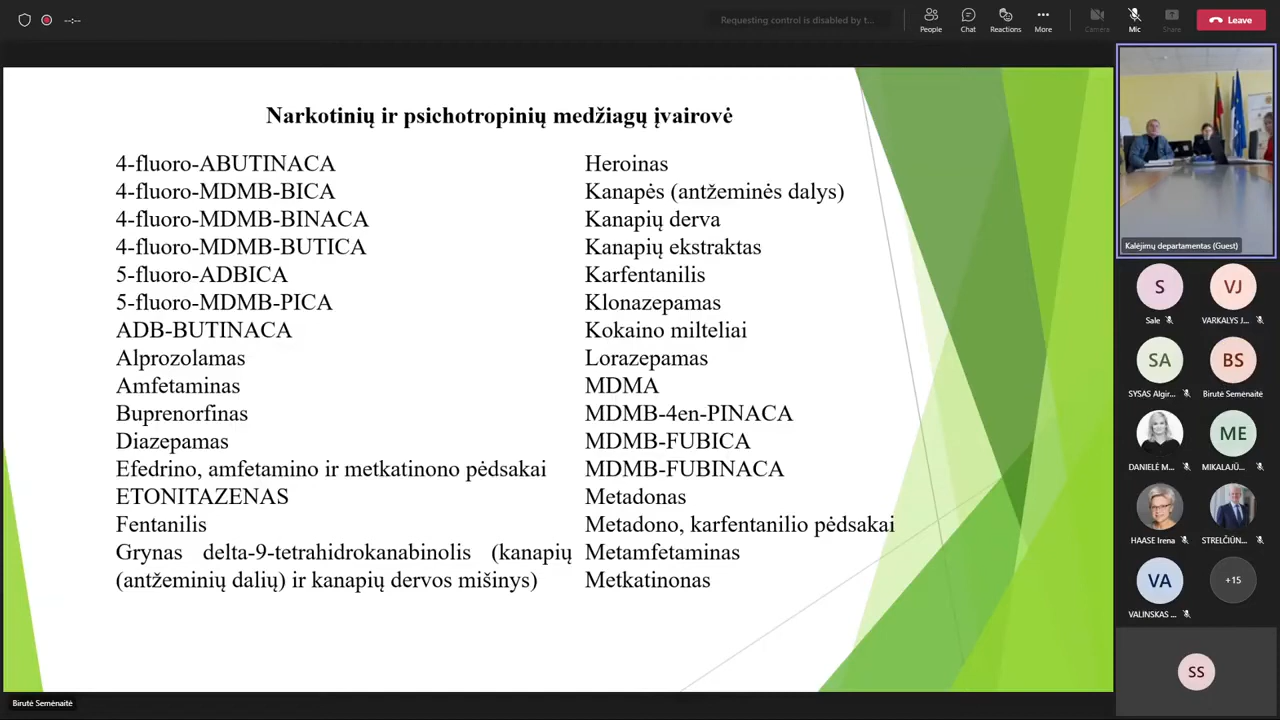 Requesting control is disabled by t...
People
Chat
Reactions
More
Camera
Mic
Share
Leave
Narkotinių ir psichotropinių medžiagų įvairovė
4-fluoro-ABUTINACA
4-fluoro-MDMB-BICA
4-fluoro-MDMB-BINACA
4-fluoro-MDMB-BUTICA
5-fluoro-ADBICA
5-fluoro-MDMB-PICA
ADB-BUTINACA
Alprozolamas
Amfetaminas
Buprenorfinas
Diazepamas
Efedrino, amfetamino ir metkatinono pėdsakai
ETONITAZENAS
Fentanilis
Grynas delta-9-tetrahidrokanabinolis (kanapių
(antžeminių dalių) ir kanapių dervos mišinys)
Heroinas
Kanapės (antžeminės dalys)
Kanapių derva
Kanapių ekstraktas
Karfentanilis
Klonazepamas
Kokaino milteliai
Lorazepamas
MDMA
MDMB-4en-PINACA
MDMB-FUBICA
MDMB-FUBINACA
Metadonas
Metadono, karfentanilio pėdsakai
Metamfetaminas
Metkatinonas
Kalėjimų departamentas (Guest)
S
Sale
VJ
VARKALYS J...
SA
SYSAS Algir...
BS
Birutė Semėnaitė
DANIELĖ M...
ME
MIKALAJŪ...
HAASE Irena
STRELČIŪN...
VA
VALINSKAS ...
+15
SS
Birutė Semėnaitė